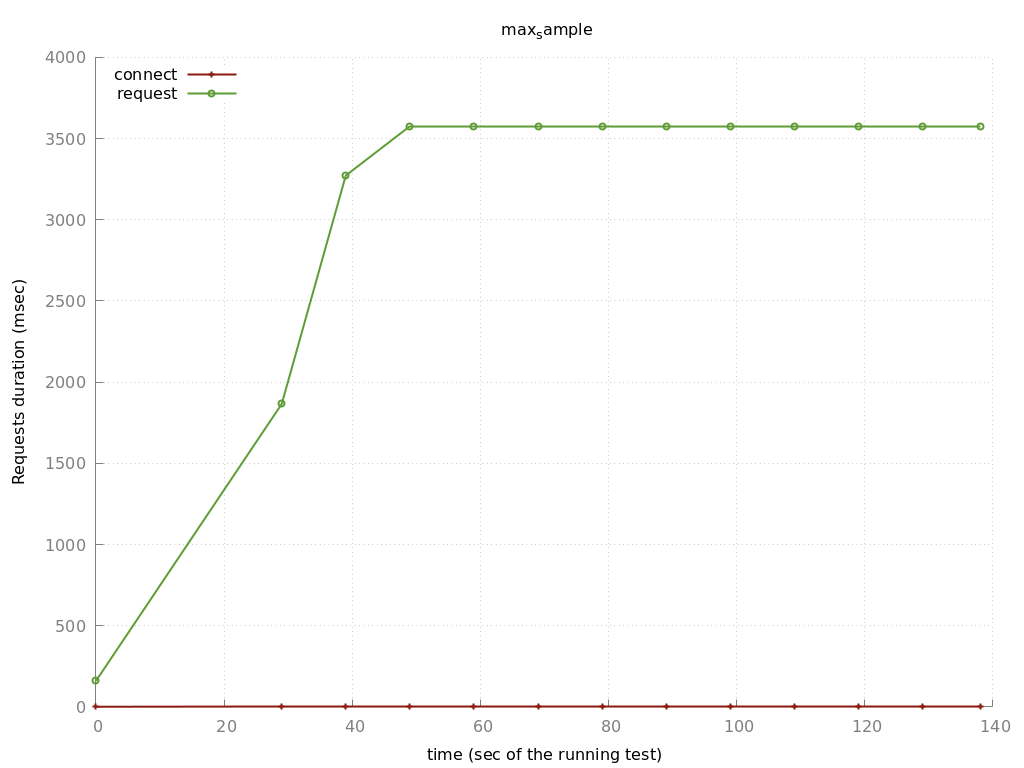 maxsample
4000
3500
3000
2500
2000
1500
1000
500
0
connect
request
Requests duration (msec)
0 20 40 60 80 100 120 140
time (sec of the running test)